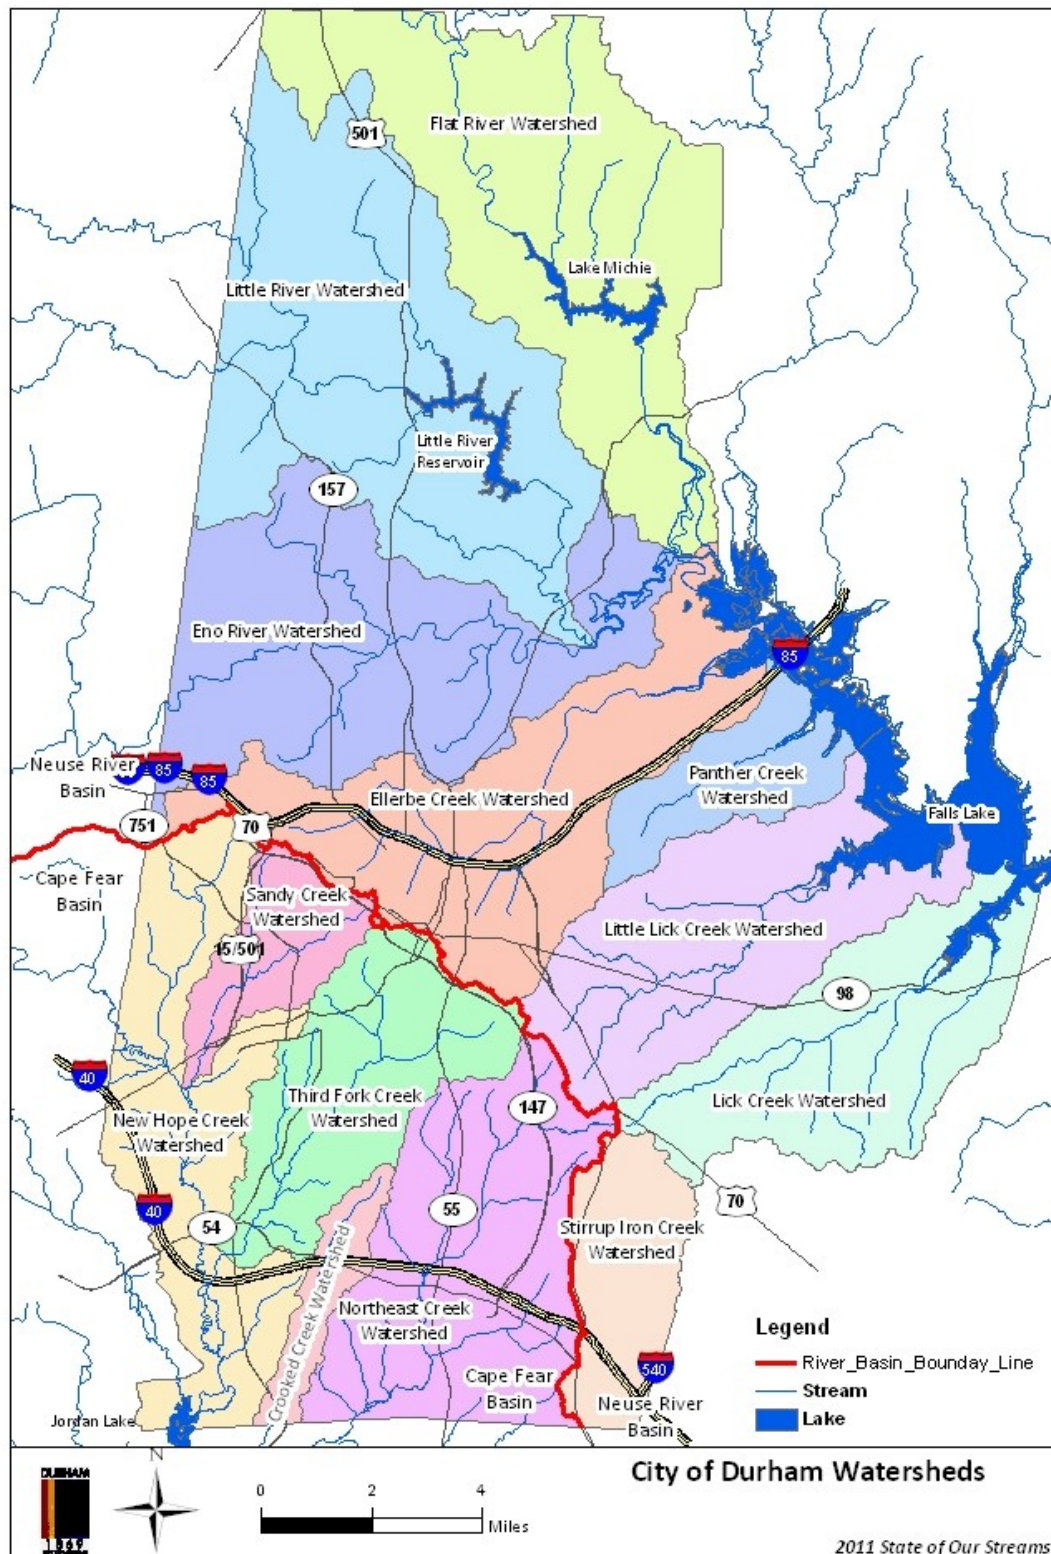 Flat River Watershed
501
Lake Michie
Little River Watershed
Little River
Reservoir
157
Eno River Watershed
85
Neuse River
Basin
85
85
Panther Creek
Watershed
Ellerbe Creek Watershed
Falls Lake
751
70
Cape Fear
Basin
Sandy Creek
Watershed
15/501
Little Lick Creek Watershed
98
40
Third Fork Creek
Watershed
147
Lick Creek Watershed
New Hope Creek
Watershed
40
54
55
70
Stirrup Iron Creek
Watershed
Crooked Creek Watershed
Northeast Creek
Watershed
Cape Fear
Basin
540
Neuse River
Basin
Jordan Lake
Legend
River_Basin_Bounday_Line
Stream
Lake
N
DURHAM
1869
0 2 4
Miles
City of Durham Watersheds
2011 State of Our Streams